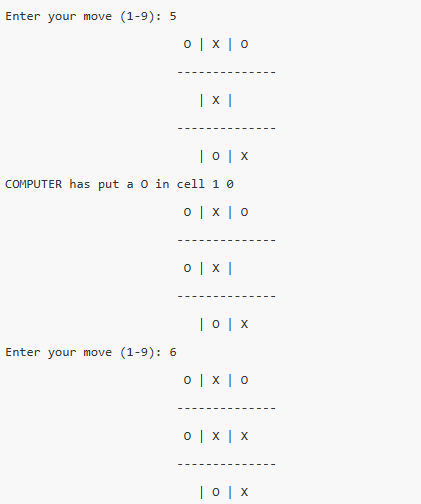 Enter your move (1-9): 5
O | X | O
--------------
| X |
--------------
| O | X
COMPUTER has put a O in cell 1 0
O | X | O
--------------
O | X |
--------------
| O | X
Enter your move (1-9): 6
O | X | O
--------------
O | X | X
--------------
| O | X